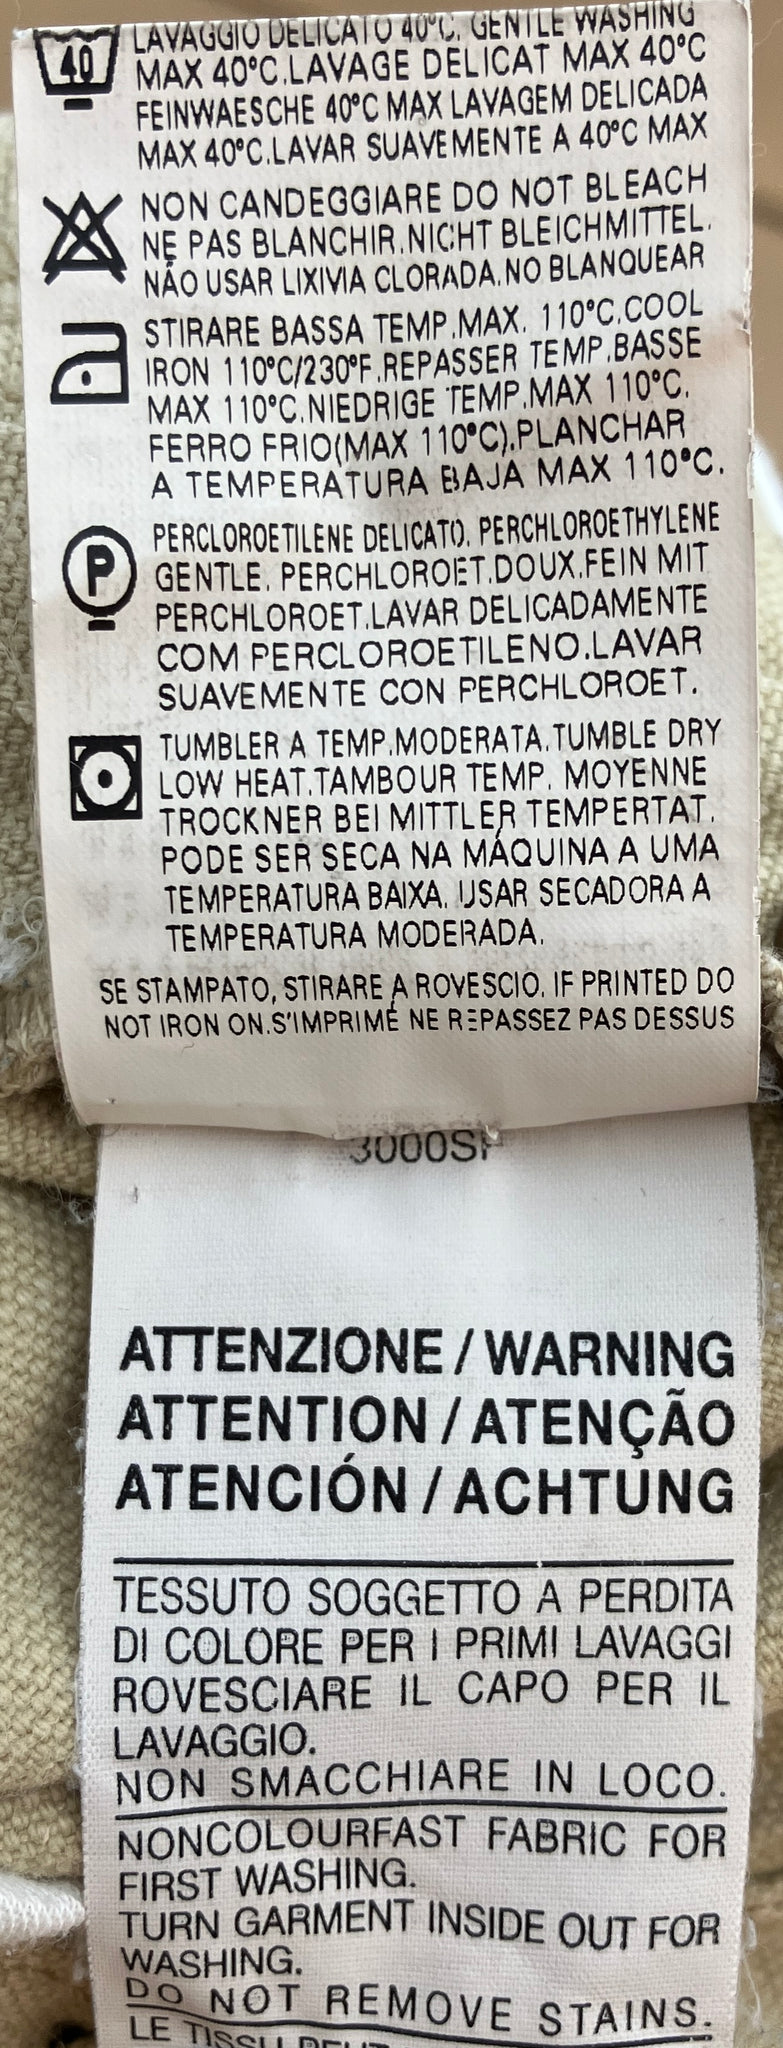 40
LAVAGGIO DELICATO 40°C. GENTLE WASHING
MAX 40°C.LAVAGE DELICAT MAX 40°C
FEINWAESCHE 40°C MAX LAVAGEM DELICADA
MAX 40°C.LAVAR SUAVEMENTE A 40°C MAX
NON CANDEGGIARE DO NOT BLEACH
NE PAS BLANCHIR.NICHT BLEICHMITTEL.
NÃO USAR LIXIVIA CLORADA.NO BLANQUEAR
STIRARE BASSA TEMP.MAX. 110°C.COOL
IRON 110°C/230°F.REPASSER TEMP.BASSE
MAX 110°C.NIEDRIGE TEMP.MAX 110°C.
FERRO FRIO(MAX 110°C).PLANCHAR
A TEMPERATURA BAJA MAX 110°C.
P
PERCLOROETILENE DELICATO. PERCHLOROETHYLENE
GENTLE. PERCHLOROET.DOUX.FEIN MIT
PERCHLOROET.LAVAR DELICADAMENTE
COM PERCLOROETILENO.LAVAR
SUAVEMENTE CON PERCHLOROET.
TUMBLER A TEMP.MODERATA.TUMBLE DRY
LOW HEAT.TAMBOUR TEMP. MOYENNE
TROCKNER BEI MITTLER TEMPERTAT.
PODE SER SECA NA MÁQUINA A UMA
TEMPERATURA BAIXA. USAR SECADORA A
TEMPERATURA MODERADA.
SE STAMPATO, STIRARE A ROVESCIO. IF PRINTED DO
NOT IRON ON.S'IMPRIMÉ NE REPASSEZ PAS DESSUS
3000SF
ATTENZIONE / WARNING
ATTENTION / ATENÇÃO
ATENCIÓN / ACHTUNG
TESSUTO SOGGETTO A PERDITA
DI COLORE PER I PRIMI LAVAGGI
ROVESCIARE IL CAPO PER IL
LAVAGGIO.
NON SMACCHIARE IN LOCO.
NONCOLOURFAST FABRIC FOR
FIRST WASHING.
TURN GARMENT INSIDE OUT FOR
WASHING.
DO NOT REMOVE STAINS.
LE TISSU PEUT